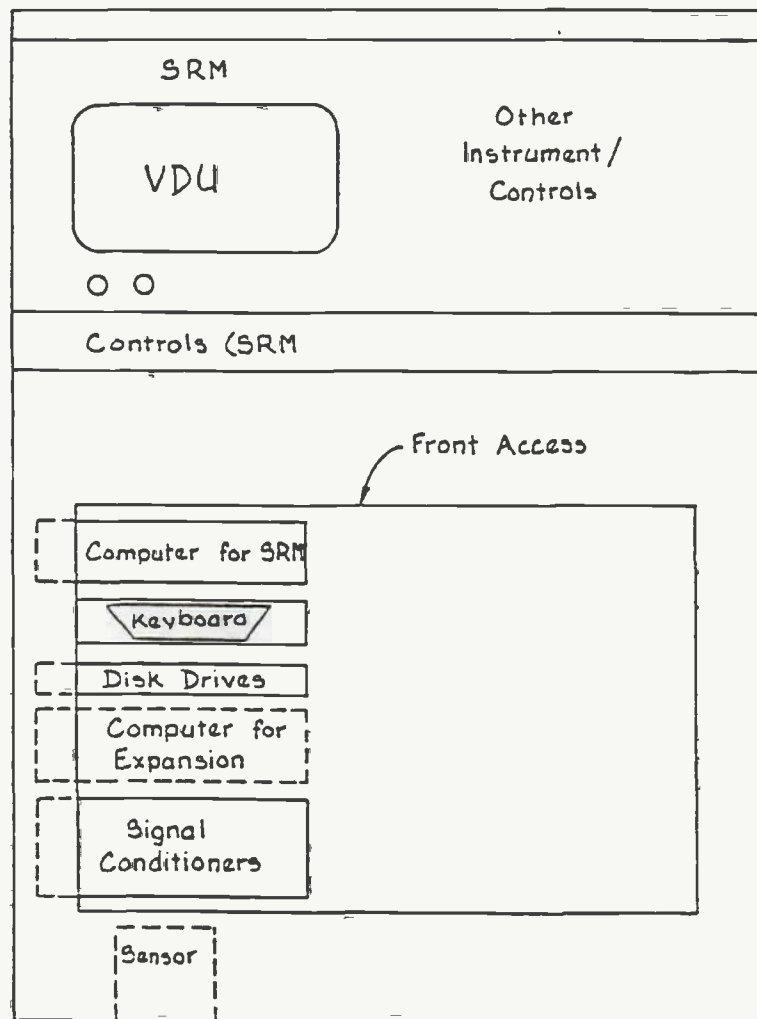 SRM
VDU
Other
Instrument/
Controls
Controls (SRM
Front Access
Computer for SRM
Keyboard
Disk Drives
Computer for
Expansion
Signal
Conditioners
Sensor